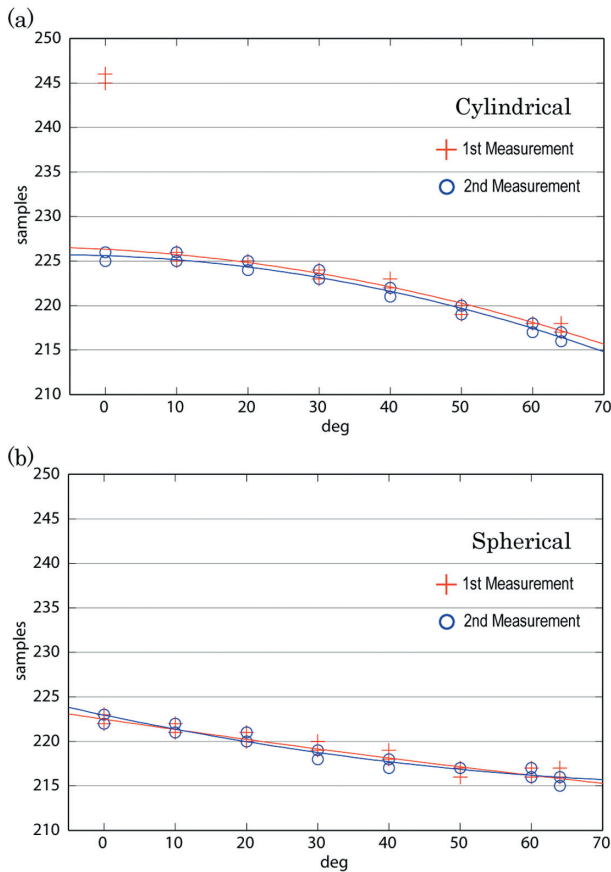 (a)
250
245
240
235
230
225
220
215
210
samples
Cylindrical
1st Measurement
2nd Measurement
0 10 20 30 40 50 60 70
deg
(b)
250
245
240
235
230
225
220
215
210
samples
Spherical
1st Measurement
2nd Measurement
0 10 20 30 40 50 60 70
deg